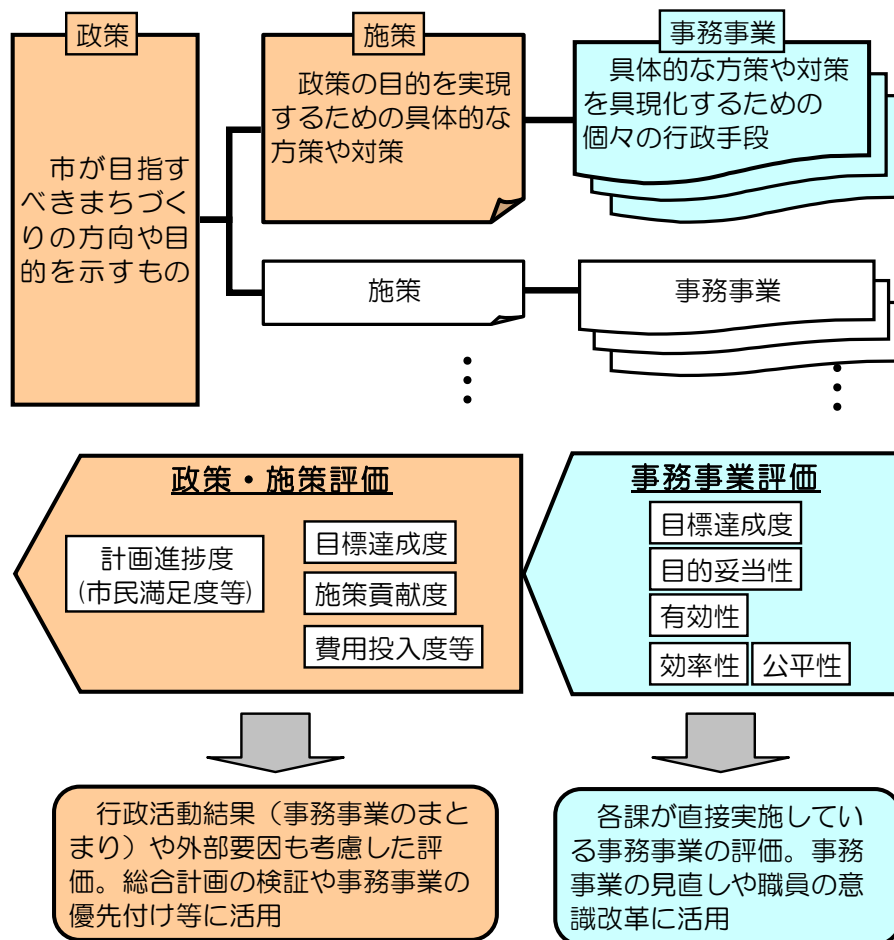 政策
市が目指す
べきまちづく
りの方向や目
的を示すもの
施策
政策の目的を実現
するための具体的な
方策や対策
事務事業
具体的な方策や対策
を具現化するための
個々の行政手段
施策
事務事業
政策・施策評価
計画進捗度
(市民満足度等)
目標達成度
施策貢献度
費用投入度等
事務事業評価
目標達成度
目的妥当性
有効性
効率性
公平性
行政活動結果（事務事業のまと
まり）や外部要因も考慮した評
価。総合計画の検証や事務事業の
優先付け等に活用
各課が直接実施してい
る事務事業の評価。事務
事業の見直しや職員の意
識改革に活用